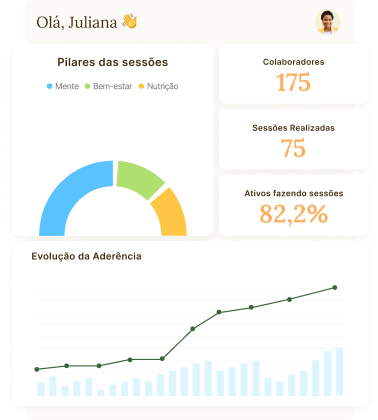 Olá, Juliana 👋
Pilares das sessões
Mente Bem-estar Nutrição
Colaboradores
175
Sessões Realizadas
75
Ativos fazendo sessões
82,2%
Evolução da Aderência